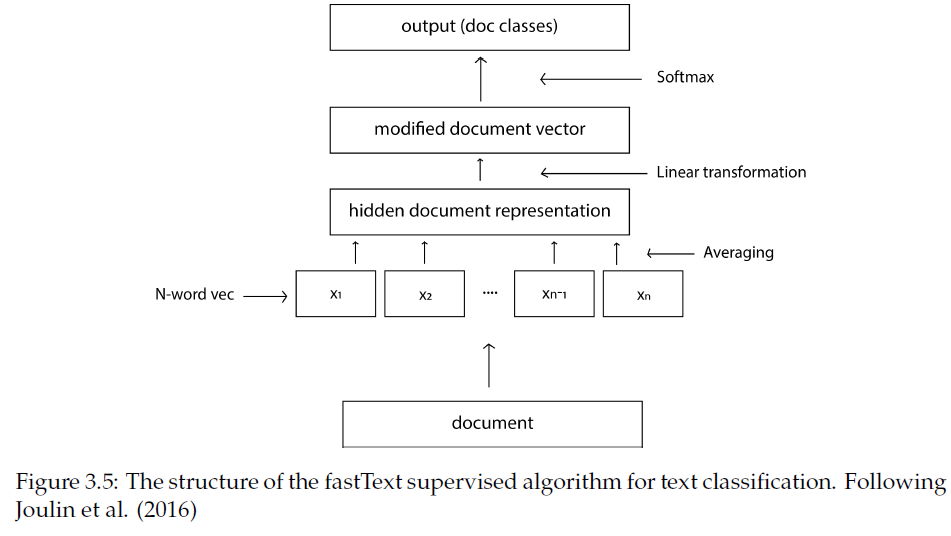 output (doc classes)
Softmax
modified document vector
Linear transformation
hidden document representation
Averaging
N-word vec
x1
x2
....
xn-1
xn
document
Figure 3.5: The structure of the fastText supervised algorithm for text classification. Following
Joulin et al. (2016)